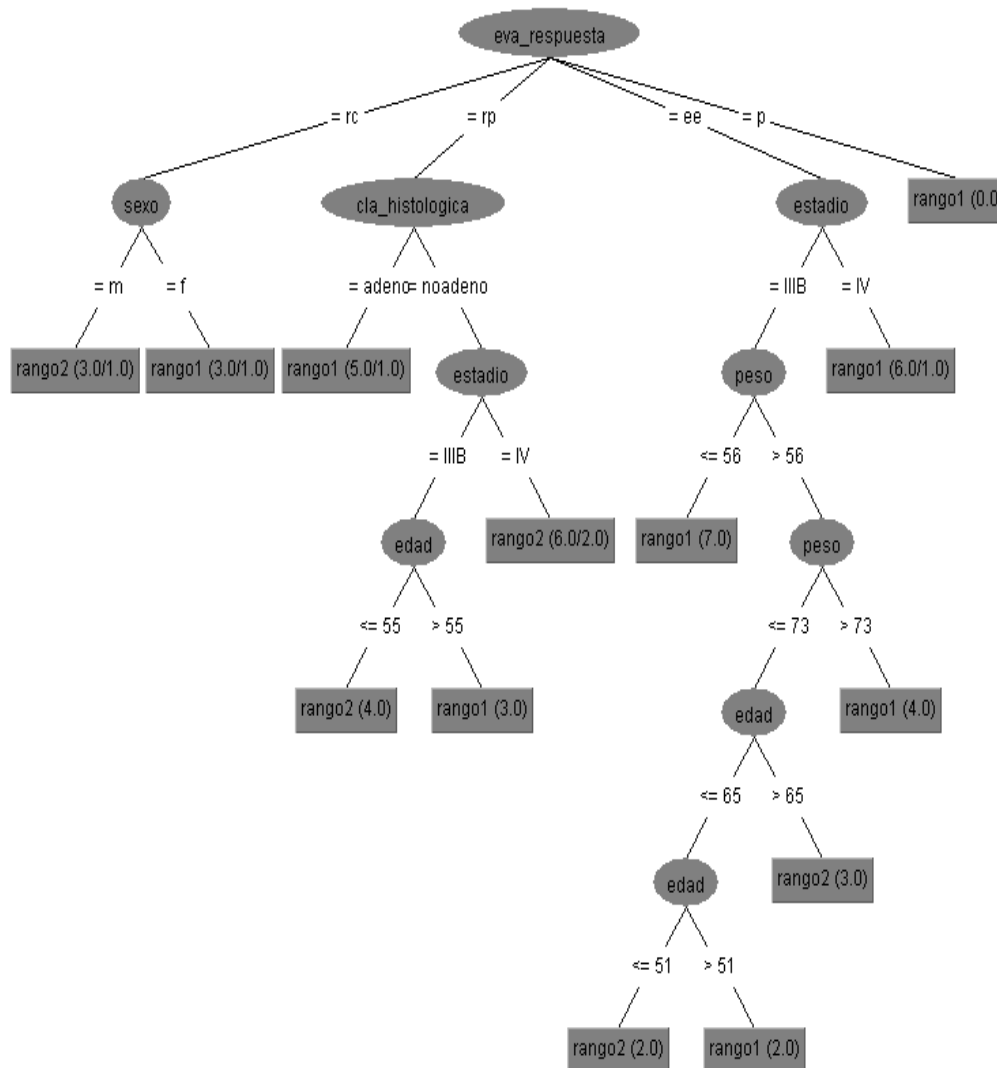 eva_respuesta
= rc
= rp
= ee
= p
sexo
cla_histologica
estadio
rango1 (0.0
= m
= f
= adeno
= noadeno
= IIIB
= IV
rango2 (3.0/1.0)
rango1 (3.0/1.0)
rango1 (5.0/1.0)
estadio
peso
rango1 (6.0/1.0)
= IIIB
= IV
<= 56
> 56
edad
rango2 (6.0/2.0)
rango1 (7.0)
peso
<= 55
> 55
<= 73
> 73
rango2 (4.0)
rango1 (3.0)
edad
rango1 (4.0)
<= 65
> 65
edad
rango2 (3.0)
<= 51
> 51
rango2 (2.0)
rango1 (2.0)